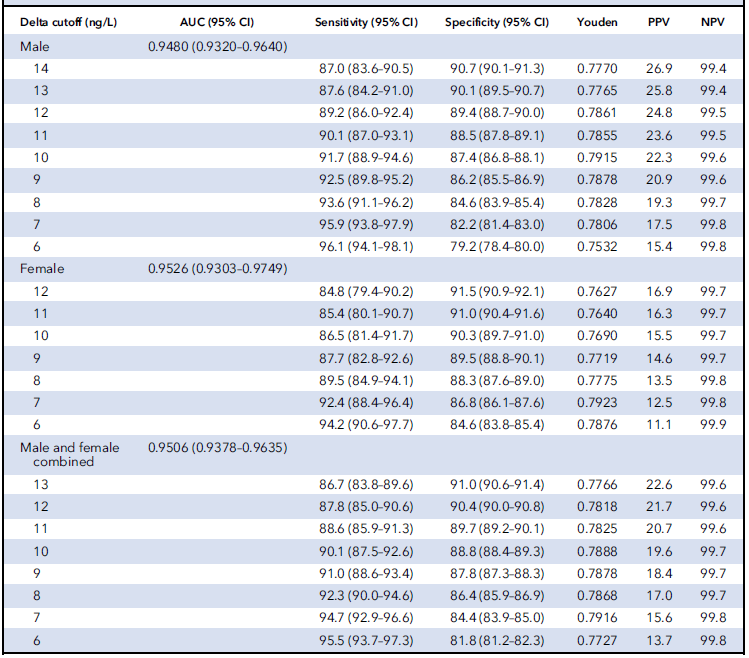 Delta cutoff (ng/L) AUC (95% CI) Sensitivity (95% CI) Specificity (95% CI) Youden PPV NPV
Male 0.9480 (0.9320–0.9640)
14 87.0 (83.6–90.5) 90.7 (90.1–91.3) 0.7770 26.9 99.4
13 87.6 (84.2–91.0) 90.1 (89.5–90.7) 0.7765 25.8 99.4
12 89.2 (86.0–92.4) 89.4 (88.7–90.0) 0.7861 24.8 99.5
11 90.1 (87.0–93.1) 88.5 (87.8–89.1) 0.7855 23.6 99.5
10 91.7 (88.9–94.6) 87.4 (86.8–88.1) 0.7915 22.3 99.6
9 92.5 (89.8–95.2) 86.2 (85.5–86.9) 0.7878 20.9 99.6
8 93.6 (91.1–96.2) 84.6 (83.9–85.4) 0.7828 19.3 99.7
7 95.9 (93.8–97.9) 82.2 (81.4–83.0) 0.7806 17.5 99.8
6 96.1 (94.1–98.1) 79.2 (78.4–80.0) 0.7532 15.4 99.8
Female 0.9526 (0.9303–0.9749)
12 84.8 (79.4–90.2) 91.5 (90.9–92.1) 0.7627 16.9 99.7
11 85.4 (80.1–90.7) 91.0 (90.4–91.6) 0.7640 16.3 99.7
10 86.5 (81.4–91.7) 90.3 (89.7–91.0) 0.7690 15.5 99.7
9 87.7 (82.8–92.6) 89.5 (88.8–90.1) 0.7719 14.6 99.7
8 89.5 (84.9–94.1) 88.3 (87.6–89.0) 0.7775 13.5 99.8
7 92.4 (88.4–96.4) 86.8 (86.1–87.6) 0.7923 12.5 99.8
6 94.2 (90.6–97.7) 84.6 (83.8–85.4) 0.7876 11.1 99.9
Male and female 0.9506 (0.9378–0.9635)
combined
13 86.7 (83.8–89.6) 91.0 (90.6–91.4) 0.7766 22.6 99.6
12 87.8 (85.0–90.6) 90.4 (90.0–90.8) 0.7818 21.7 99.6
11 88.6 (85.9–91.3) 89.7 (89.2–90.1) 0.7825 20.7 99.6
10 90.1 (87.5–92.6) 88.8 (88.4–89.3) 0.7888 19.6 99.7
9 91.0 (88.6–93.4) 87.8 (87.3–88.3) 0.7878 18.4 99.7
8 92.3 (90.0–94.6) 86.4 (85.9–86.9) 0.7868 17.0 99.7
7 94.7 (92.9–96.6) 84.4 (83.9–85.0) 0.7916 15.6 99.8
6 95.5 (93.7–97.3) 81.8 (81.2–82.3) 0.7727 13.7 99.8